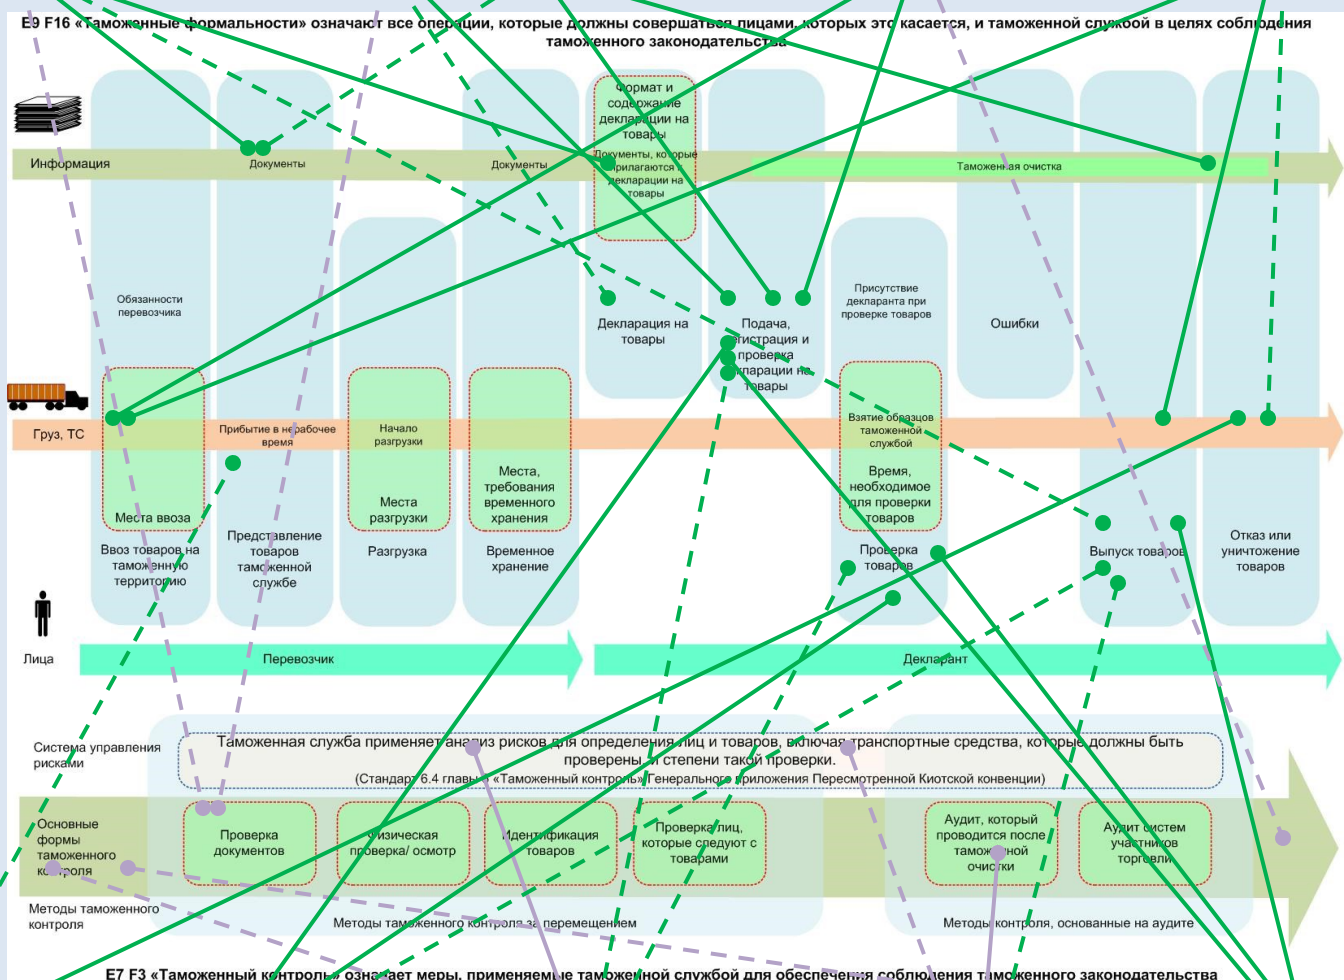 E9 F16 «Таможенные формальности» означают все операции, которые должны совершаться лицами, которых это касается, и таможенной службой в целях соблюдения
таможенного законодательства
Формат и
содержание
декларации на
товары
Информация
Документы
Документы
Документы, которые
прилагаются к
декларации на
товары
Таможенная очистка
Обязанности
перевозчика
Декларация на
товары
Подача,
регистрация и
проверка
декларации на
товары
Присутствие
декларанта при
проверке товаров
Ошибки
Груз, ТС
Прибытие в нерабочее
время
Начало
разгрузки
Взятие образцов
таможенной
службой
Места ввоза
Места
разгрузки
Места,
требования
временного
хранения
Время,
необходимое
для проверки
товаров
Ввоз товаров на
таможенную
территорию
Представление
товаров
таможенной
службе
Разгрузка
Временное
хранение
Проверка
товаров
Выпуск товаров
Отказ или
уничтожение
товаров
Лица
Перевозчик
Декларант
Система управления
рисками
Таможенная служба применяет анализ рисков для определения лиц и товаров, включая транспортные средства, которые должны быть
проверены, и степени такой проверки.
(Стандарт 6.4 главы 6 «Таможенный контроль» Генерального приложения Пересмотренной Киотской конвенции)
Основные
формы
таможенного
контроля
Проверка
документов
Физическая
проверка/ осмотр
Идентификация
товаров
Проверка лиц,
которые следуют с
товарами
Аудит, который
проводится после
таможенной
очистки
Аудит систем
участников
торговли
Методы таможенного
контроля
Методы таможенного контроля за перемещением
Методы контроля, основанные на аудите
E7 F3 «Таможенный контроль» означает меры, применяемые таможенной службой для обеспечения соблюдения таможенного законодательства